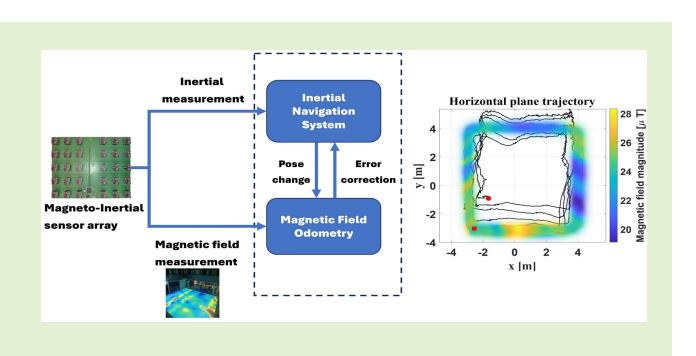 Inertial
measurement
Inertial
Navigation
System
Pose
change
Error
correction
Magneto-Inertial
sensor array
Magnetic Field
Odometry
Magnetic field
measurement
Horizontal plane trajectory
y [m]
4
2
0
-2
-4
-4
-2
0
2
4
x [m]
28
26
24
22
20
Magnetic field magnitude [μ T]